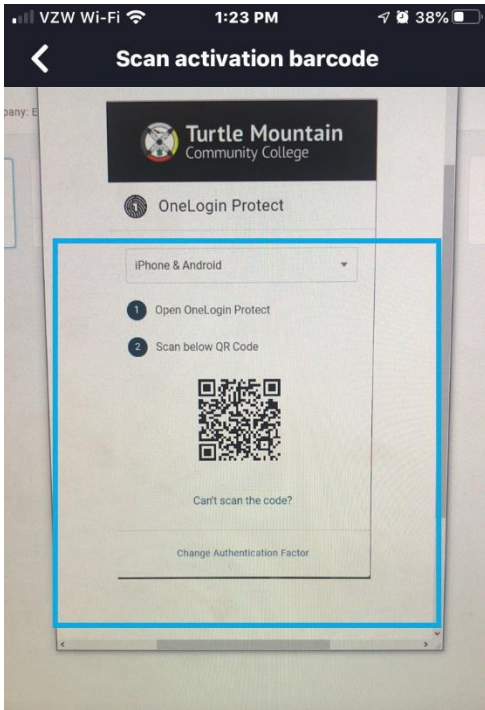 VZW Wi-Fi 1:23 PM 38%
Scan activation barcode
pany: E
Turtle Mountain
Community College
1 OneLogin Protect
iPhone & Android
1 Open OneLogin Protect
2 Scan below QR Code
Can't scan the code?
Change Authentication Factor